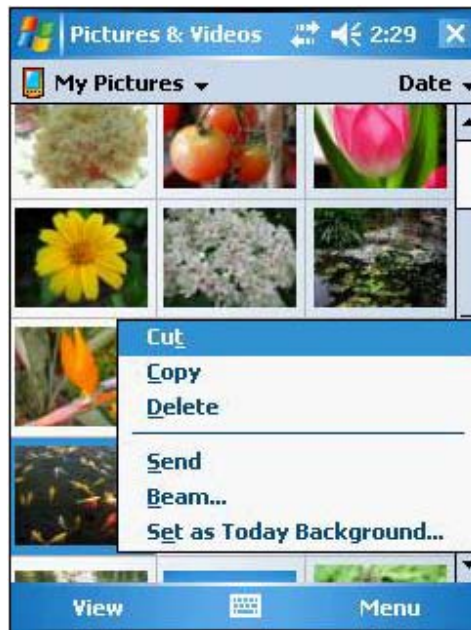 Pictures & Videos 2:29
My Pictures Date
Cut
Copy
Delete
Send
Beam...
Set as Today Background...
View Menu